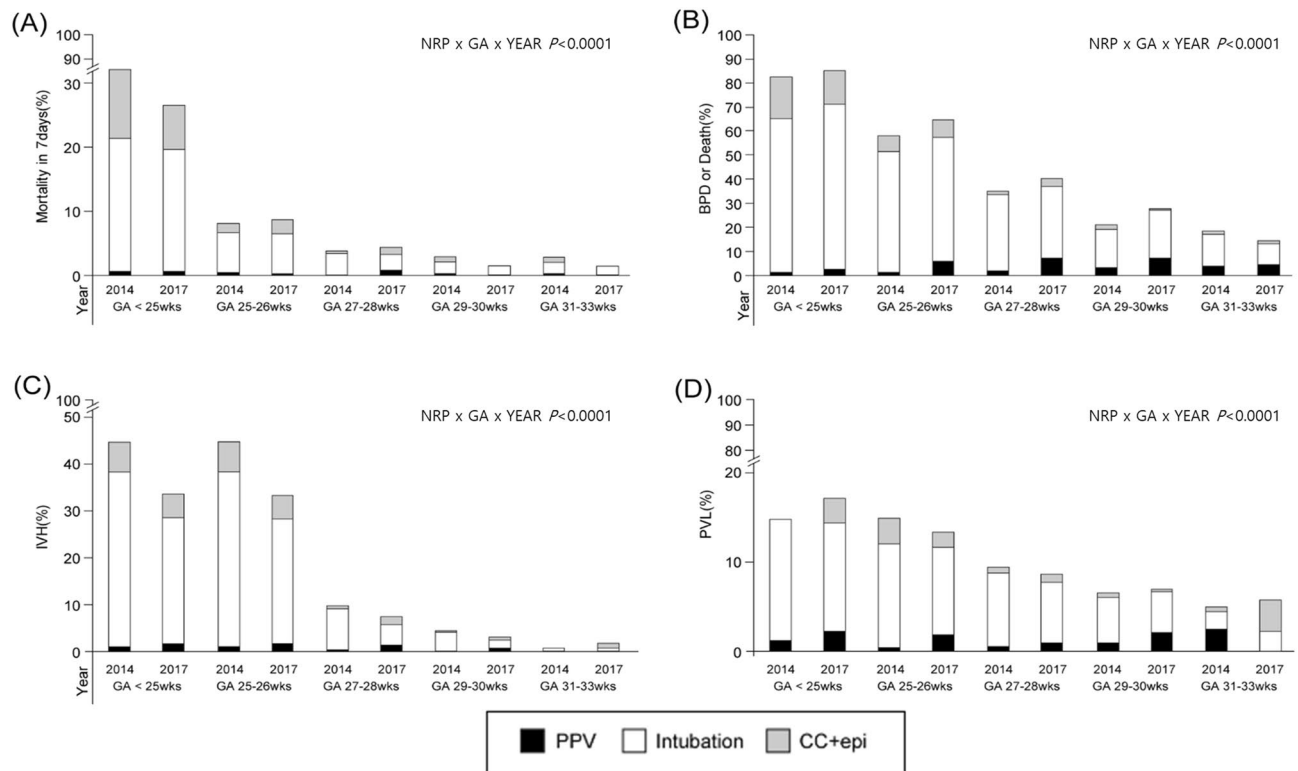 (A)
NRP x GA x YEAR P<0.0001
Mortality in 7days(%)
100
90
30
20
10
0
Year
2014 2017 2014 2017 2014 2017 2014 2017 2014 2017
GA < 25wks GA 25-26wks GA 27-28wks GA 29-30wks GA 31-33wks
(B)
NRP x GA x YEAR P<0.0001
BPD or Death(%)
100
90
80
70
60
50
40
30
20
10
0
Year
2014 2017 2014 2017 2014 2017 2014 2017 2014 2017
GA < 25wks GA 25-26wks GA 27-28wks GA 29-30wks GA 31-33wks
(C)
NRP x GA x YEAR P<0.0001
IVH(%)
100
50
40
30
20
10
0
Year
2014 2017 2014 2017 2014 2017 2014 2017 2014 2017
GA < 25wks GA 25-26wks GA 27-28wks GA 29-30wks GA 31-33wks
(D)
NRP x GA x YEAR P<0.0001
PVL(%)
100
90
80
20
10
0
2014 2017 2014 2017 2014 2017 2014 2017 2014 2017
GA < 25wks GA 25-26wks GA 27-28wks GA 29-30wks GA 31-33wks
PPV Intubation CC+epi